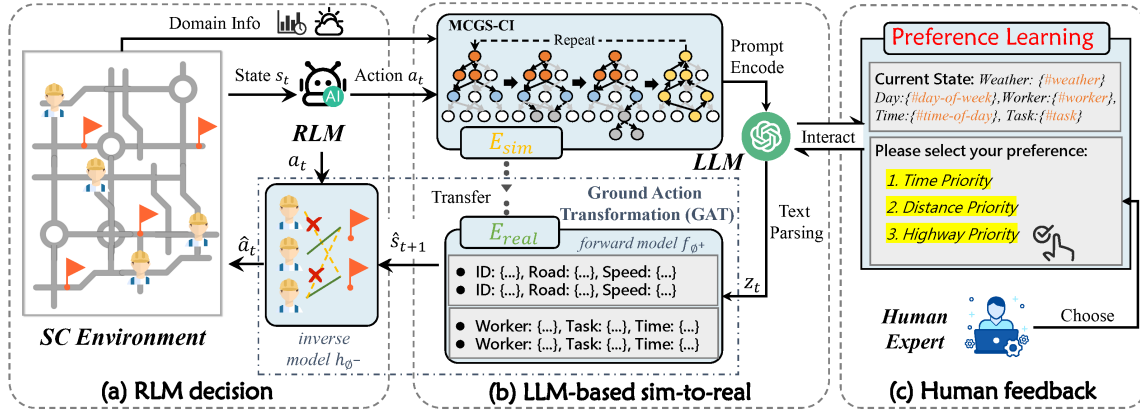 Domain Info
State s_t
Action a_t
AI
RLM
a_t
SC Environment
â_t
ŝ_{t+1}
inverse
model h_{∅^-}
(a) RLM decision
MCGS-CI
Repeat
Prompt
Encode
E_sim
LLM
Transfer
Ground Action
Transformation (GAT)
E_real
forward model f_{∅^+}
● ID: {...}, Road: {...}, Speed: {...}
● ID: {...}, Road: {...}, Speed: {...}
● Worker: {...}, Task: {...}, Time: {...}
● Worker: {...}, Task: {...}, Time: {...}
Text
Parsing
z_t
(b) LLM-based sim-to-real
Interact
Preference Learning
Current State: Weather: {#weather}
Day:{#day-of-week},Worker:{#worker},
Time:{#time-of-day}, Task:{#task}
Please select your preference:
1. Time Priority
2. Distance Priority
3. Highway Priority
Human
Expert
Choose
(c) Human feedback